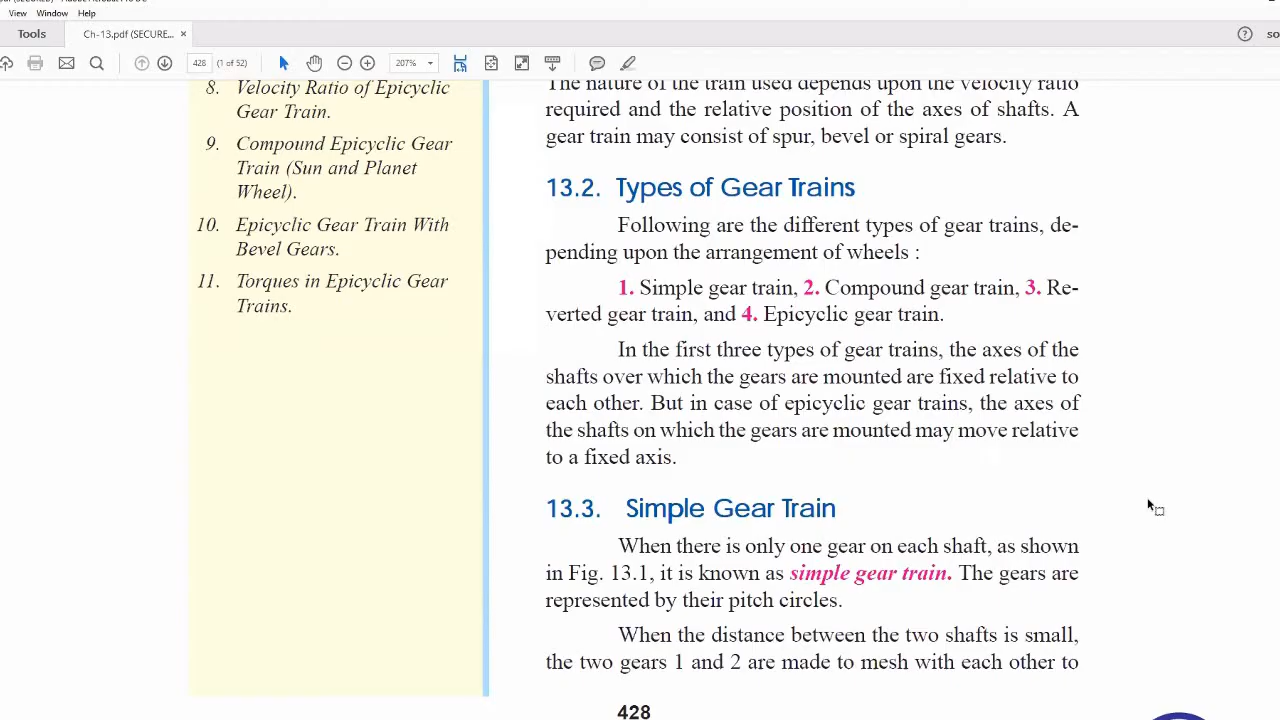 View Window Help
Tools
Ch-13.pdf (SECURE... ×
428 (1 of 52)
207%
8. Velocity Ratio of Epicyclic
Gear Train.
9. Compound Epicyclic Gear
Train (Sun and Planet
Wheel).
10. Epicyclic Gear Train With
Bevel Gears.
11. Torques in Epicyclic Gear
Trains.
The nature of the train used depends upon the velocity ratio
required and the relative position of the axes of shafts. A
gear train may consist of spur, bevel or spiral gears.
13.2. Types of Gear Trains
Following are the different types of gear trains, de-
pending upon the arrangement of wheels :
1. Simple gear train, 2. Compound gear train, 3. Re-
verted gear train, and 4. Epicyclic gear train.
In the first three types of gear trains, the axes of the
shafts over which the gears are mounted are fixed relative to
each other. But in case of epicyclic gear trains, the axes of
the shafts on which the gears are mounted may move relative
to a fixed axis.
13.3. Simple Gear Train
When there is only one gear on each shaft, as shown
in Fig. 13.1, it is known as simple gear train. The gears are
represented by their pitch circles.
When the distance between the two shafts is small,
the two gears 1 and 2 are made to mesh with each other to
428